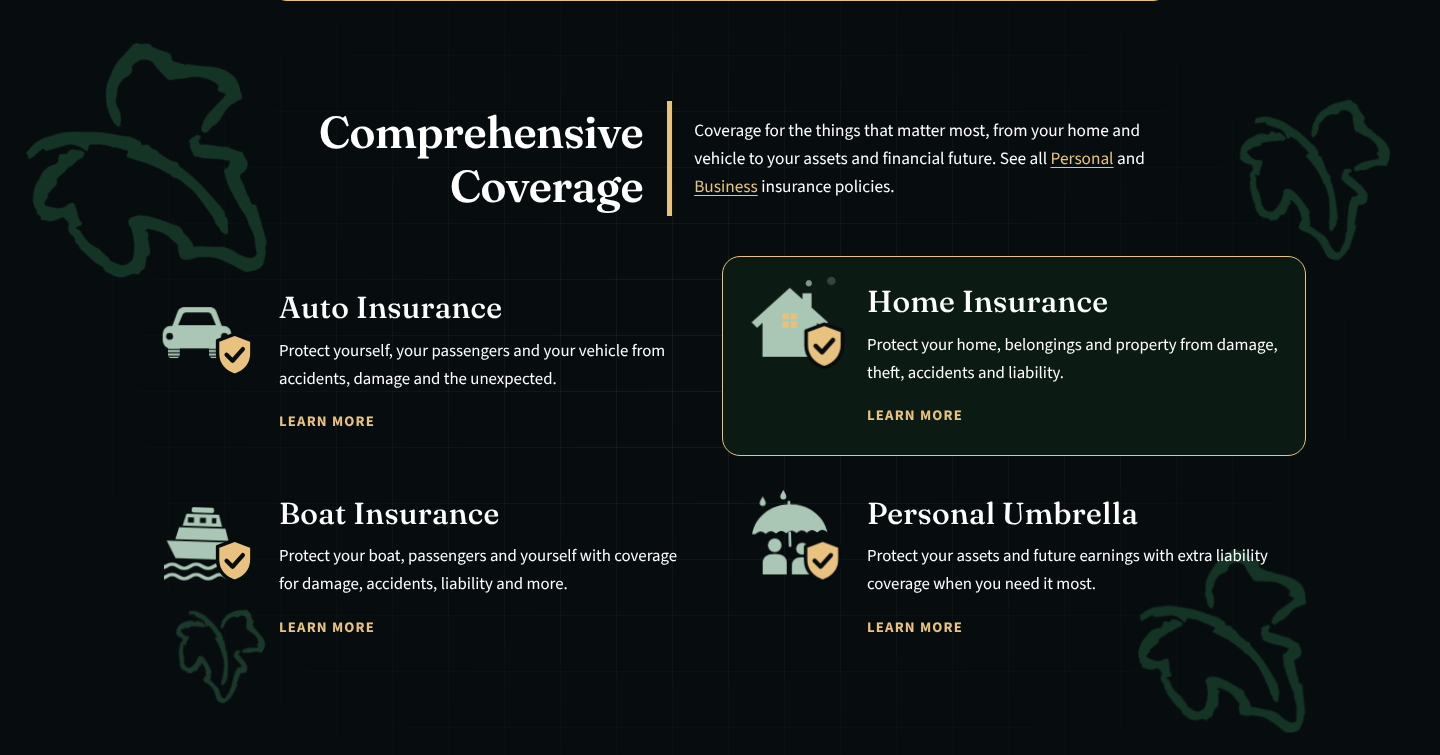 Comprehensive
Coverage
Coverage for the things that matter most, from your home and
vehicle to your assets and financial future. See all Personal and
Business insurance policies.
Auto Insurance
Protect yourself, your passengers and your vehicle from
accidents, damage and the unexpected.
LEARN MORE
Home Insurance
Protect your home, belongings and property from damage,
theft, accidents and liability.
LEARN MORE
Boat Insurance
Protect your boat, passengers and yourself with coverage
for damage, accidents, liability and more.
LEARN MORE
Personal Umbrella
Protect your assets and future earnings with extra liability
coverage when you need it most.
LEARN MORE